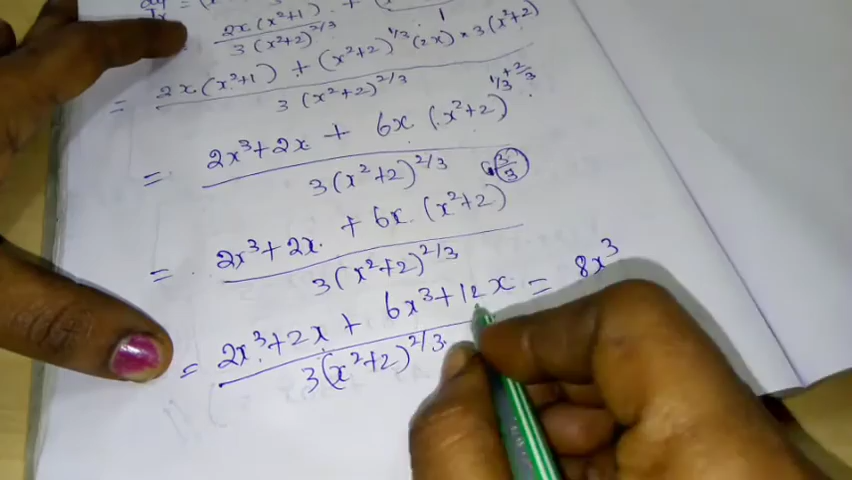 dy/dx = (x
2x(x²+1) / 3(x²+2)^(2/3) +
= 2x(x²+1) + (x²+2)^(1/3) (2x) × 3(x²+2) / 3(x²+2)^(2/3)
= 2x³+2x + 6x (x²+2)^(1/3+2/3) / 3(x²+2)^(2/3)
= 2x³+2x + 6x (x²+2) / 3(x²+2)^(2/3)
= 2x³+2x + 6x³+12x / 3(x²+2)^(2/3) = 8x³